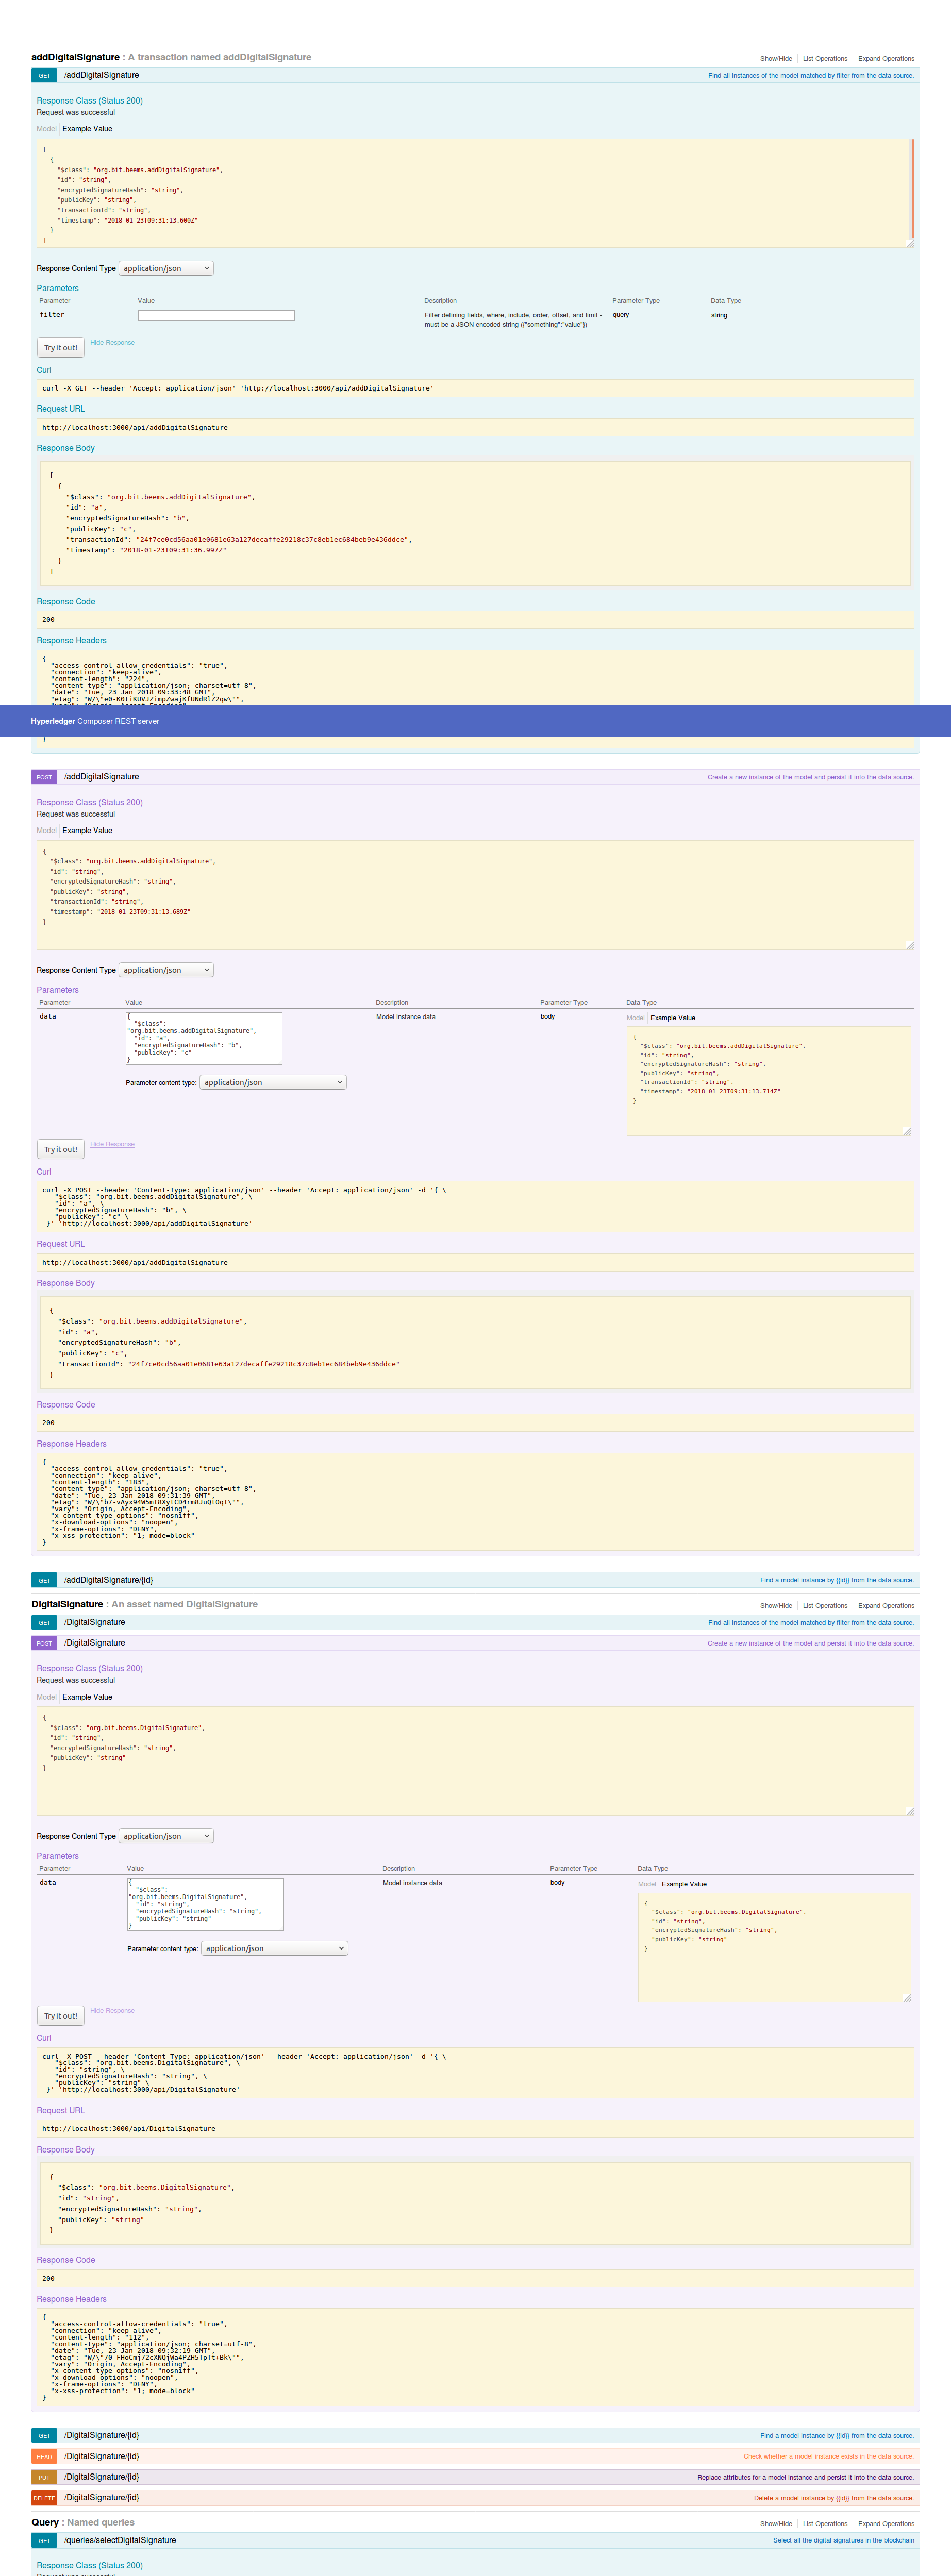 addDigitalSignature : A transaction named addDigitalSignature
Show/Hide List Operations Expand Operations
GET /addDigitalSignature Find all instances of the model matched by filter from the data source.
Response Class (Status 200)
Request was successful
Model Example Value
[
{
"$class": "org.bit.beems.addDigitalSignature",
"id": "string",
"encryptedSignatureHash": "string",
"publicKey": "string",
"transactionId": "string",
"timestamp": "2018-01-23T09:31:13.600Z"
}
]
Response Content Type application/json
Parameters
Parameter Value Description Parameter Type Data Type
filter Filter defining fields, where, include, order, offset, and limit - query string
must be a JSON-encoded string ({"something":"value"})
Try it out! Hide Response
Curl
curl -X GET --header 'Accept: application/json' 'http://localhost:3000/api/addDigitalSignature'
Request URL
http://localhost:3000/api/addDigitalSignature
Response Body
[
{
"$class": "org.bit.beems.addDigitalSignature",
"id": "a",
"encryptedSignatureHash": "b",
"publicKey": "c",
"transactionId": "24f7ce0cd56aa01e0681e63a127decaffe29218c37c8eb1ec684beb9e436ddce",
"timestamp": "2018-01-23T09:31:36.997Z"
}
]
Response Code
200
Response Headers
{
"access-control-allow-credentials": "true",
"connection": "keep-alive",
"content-length": "224",
"content-type": "application/json; charset=utf-8",
"date": "Tue, 23 Jan 2018 09:33:48 GMT",
"etag": "W/\"e0-K0tiKUVJZimpZwajKfUNdRlZ2qw\"",
Hyperledger Composer REST server
}
POST /addDigitalSignature Create a new instance of the model and persist it into the data source.
Response Class (Status 200)
Request was successful
Model Example Value
{
"$class": "org.bit.beems.addDigitalSignature",
"id": "string",
"encryptedSignatureHash": "string",
"publicKey": "string",
"transactionId": "string",
"timestamp": "2018-01-23T09:31:13.689Z"
}
Response Content Type application/json
Parameters
Parameter Value Description Parameter Type Data Type
data Model instance data body Model Example Value
{
"$class":
"org.bit.beems.addDigitalSignature",
"id": "a",
"encryptedSignatureHash": "b",
"publicKey": "c"
}
Parameter content type: application/json
{
"$class": "org.bit.beems.addDigitalSignature",
"id": "string",
"encryptedSignatureHash": "string",
"publicKey": "string",
"transactionId": "string",
"timestamp": "2018-01-23T09:31:13.714Z"
}
Try it out! Hide Response
Curl
curl -X POST --header 'Content-Type: application/json' --header 'Accept: application/json' -d '{ \
"$class": "org.bit.beems.addDigitalSignature", \
"id": "a", \
"encryptedSignatureHash": "b", \
"publicKey": "c" \
}' 'http://localhost:3000/api/addDigitalSignature'
Request URL
http://localhost:3000/api/addDigitalSignature
Response Body
{
"$class": "org.bit.beems.addDigitalSignature",
"id": "a",
"encryptedSignatureHash": "b",
"publicKey": "c",
"transactionId": "24f7ce0cd56aa01e0681e63a127decaffe29218c37c8eb1ec684beb9e436ddce"
}
Response Code
200
Response Headers
{
"access-control-allow-credentials": "true",
"connection": "keep-alive",
"content-length": "183",
"content-type": "application/json; charset=utf-8",
"date": "Tue, 23 Jan 2018 09:31:39 GMT",
"etag": "W/\"b7-vAyx94W5mI8XytCD4rm8JuQtOqI\"",
"vary": "Origin, Accept-Encoding",
"x-content-type-options": "nosniff",
"x-download-options": "noopen",
"x-frame-options": "DENY",
"x-xss-protection": "1; mode=block"
}
GET /addDigitalSignature/{id} Find a model instance by {{id}} from the data source.
DigitalSignature : An asset named DigitalSignature
Show/Hide List Operations Expand Operations
GET /DigitalSignature Find all instances of the model matched by filter from the data source.
POST /DigitalSignature Create a new instance of the model and persist it into the data source.
Response Class (Status 200)
Request was successful
Model Example Value
{
"$class": "org.bit.beems.DigitalSignature",
"id": "string",
"encryptedSignatureHash": "string",
"publicKey": "string"
}
Response Content Type application/json
Parameters
Parameter Value Description Parameter Type Data Type
data Model instance data body Model Example Value
{
"$class":
"org.bit.beems.DigitalSignature",
"id": "string",
"encryptedSignatureHash": "string",
"publicKey": "string"
}
Parameter content type: application/json
{
"$class": "org.bit.beems.DigitalSignature",
"id": "string",
"encryptedSignatureHash": "string",
"publicKey": "string"
}
Try it out! Hide Response
Curl
curl -X POST --header 'Content-Type: application/json' --header 'Accept: application/json' -d '{ \
"$class": "org.bit.beems.DigitalSignature", \
"id": "string", \
"encryptedSignatureHash": "string", \
"publicKey": "string" \
}' 'http://localhost:3000/api/DigitalSignature'
Request URL
http://localhost:3000/api/DigitalSignature
Response Body
{
"$class": "org.bit.beems.DigitalSignature",
"id": "string",
"encryptedSignatureHash": "string",
"publicKey": "string"
}
Response Code
200
Response Headers
{
"access-control-allow-credentials": "true",
"connection": "keep-alive",
"content-length": "112",
"content-type": "application/json; charset=utf-8",
"date": "Tue, 23 Jan 2018 09:32:19 GMT",
"etag": "W/\"70-FHoCmj72cXNQjWa4PZH5TpTt+Bk\"",
"vary": "Origin, Accept-Encoding",
"x-content-type-options": "nosniff",
"x-download-options": "noopen",
"x-frame-options": "DENY",
"x-xss-protection": "1; mode=block"
}
GET /DigitalSignature/{id} Find a model instance by {{id}} from the data source.
HEAD /DigitalSignature/{id} Check whether a model instance exists in the data source.
PUT /DigitalSignature/{id} Replace attributes for a model instance and persist it into the data source.
DELETE /DigitalSignature/{id} Delete a model instance by {{id}} from the data source.
Query : Named queries
Show/Hide List Operations Expand Operations
GET /queries/selectDigitalSignature Select all the digital signatures in the blockchain
Response Class (Status 200)